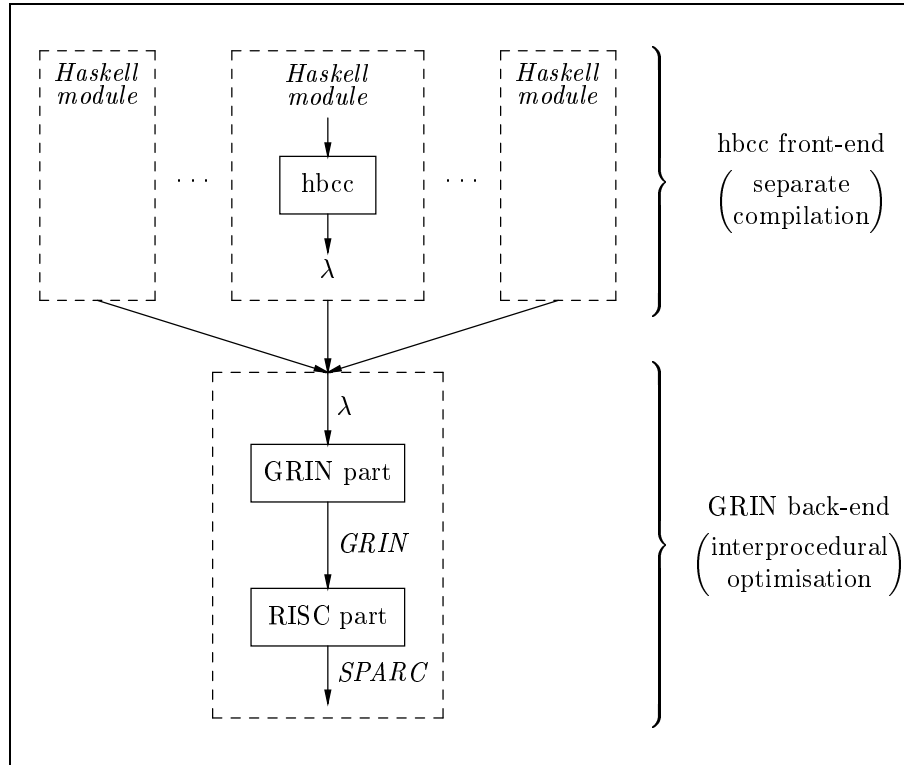 Haskell
module
Haskell
module
Haskell
module
hbcc
. . .
. . .
λ
hbcc front-end
(separate
compilation)
λ
GRIN part
GRIN
RISC part
SPARC
GRIN back-end
(interprocedural
optimisation)